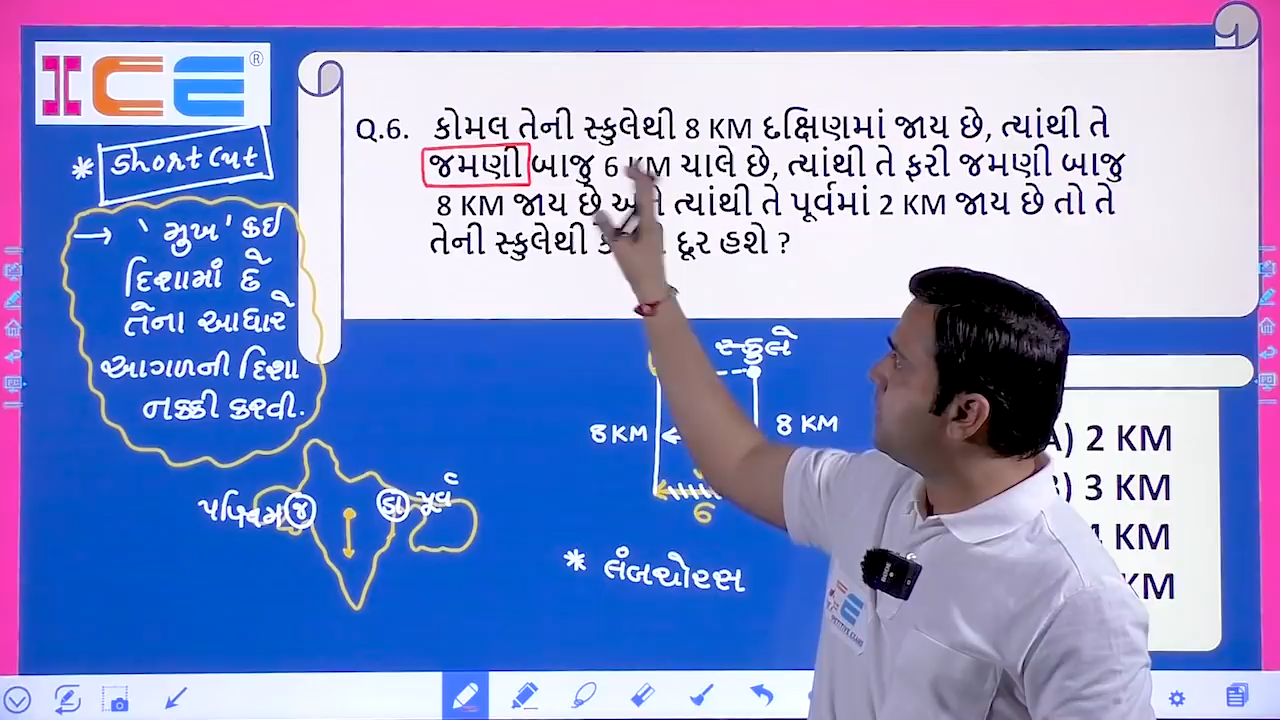 ICE®
* Short Cut
→ 'મુખ' કઈ
દિશામાં છે
તેના આધારે
આગળની દિશા
નક્કી કરવી.
પશ્ચિમ જ ડા પૂર્વ
Q.6. કોમલ તેની સ્કુલેથી 8 KM દક્ષિણમાં જાય છે, ત્યાંથી તે
જમણી બાજુ 6 KM ચાલે છે, ત્યાંથી તે ફરી જમણી બાજુ
8 KM જાય છે ત્યાંથી તે પૂર્વમાં 2 KM જાય છે તો તે
તેની સ્કુલેથી દૂર હશે ?
સ્કુલે
8 KM
8 KM
6
* લંબચોરસ
A) 2 KM
) 3 KM
KM
KM